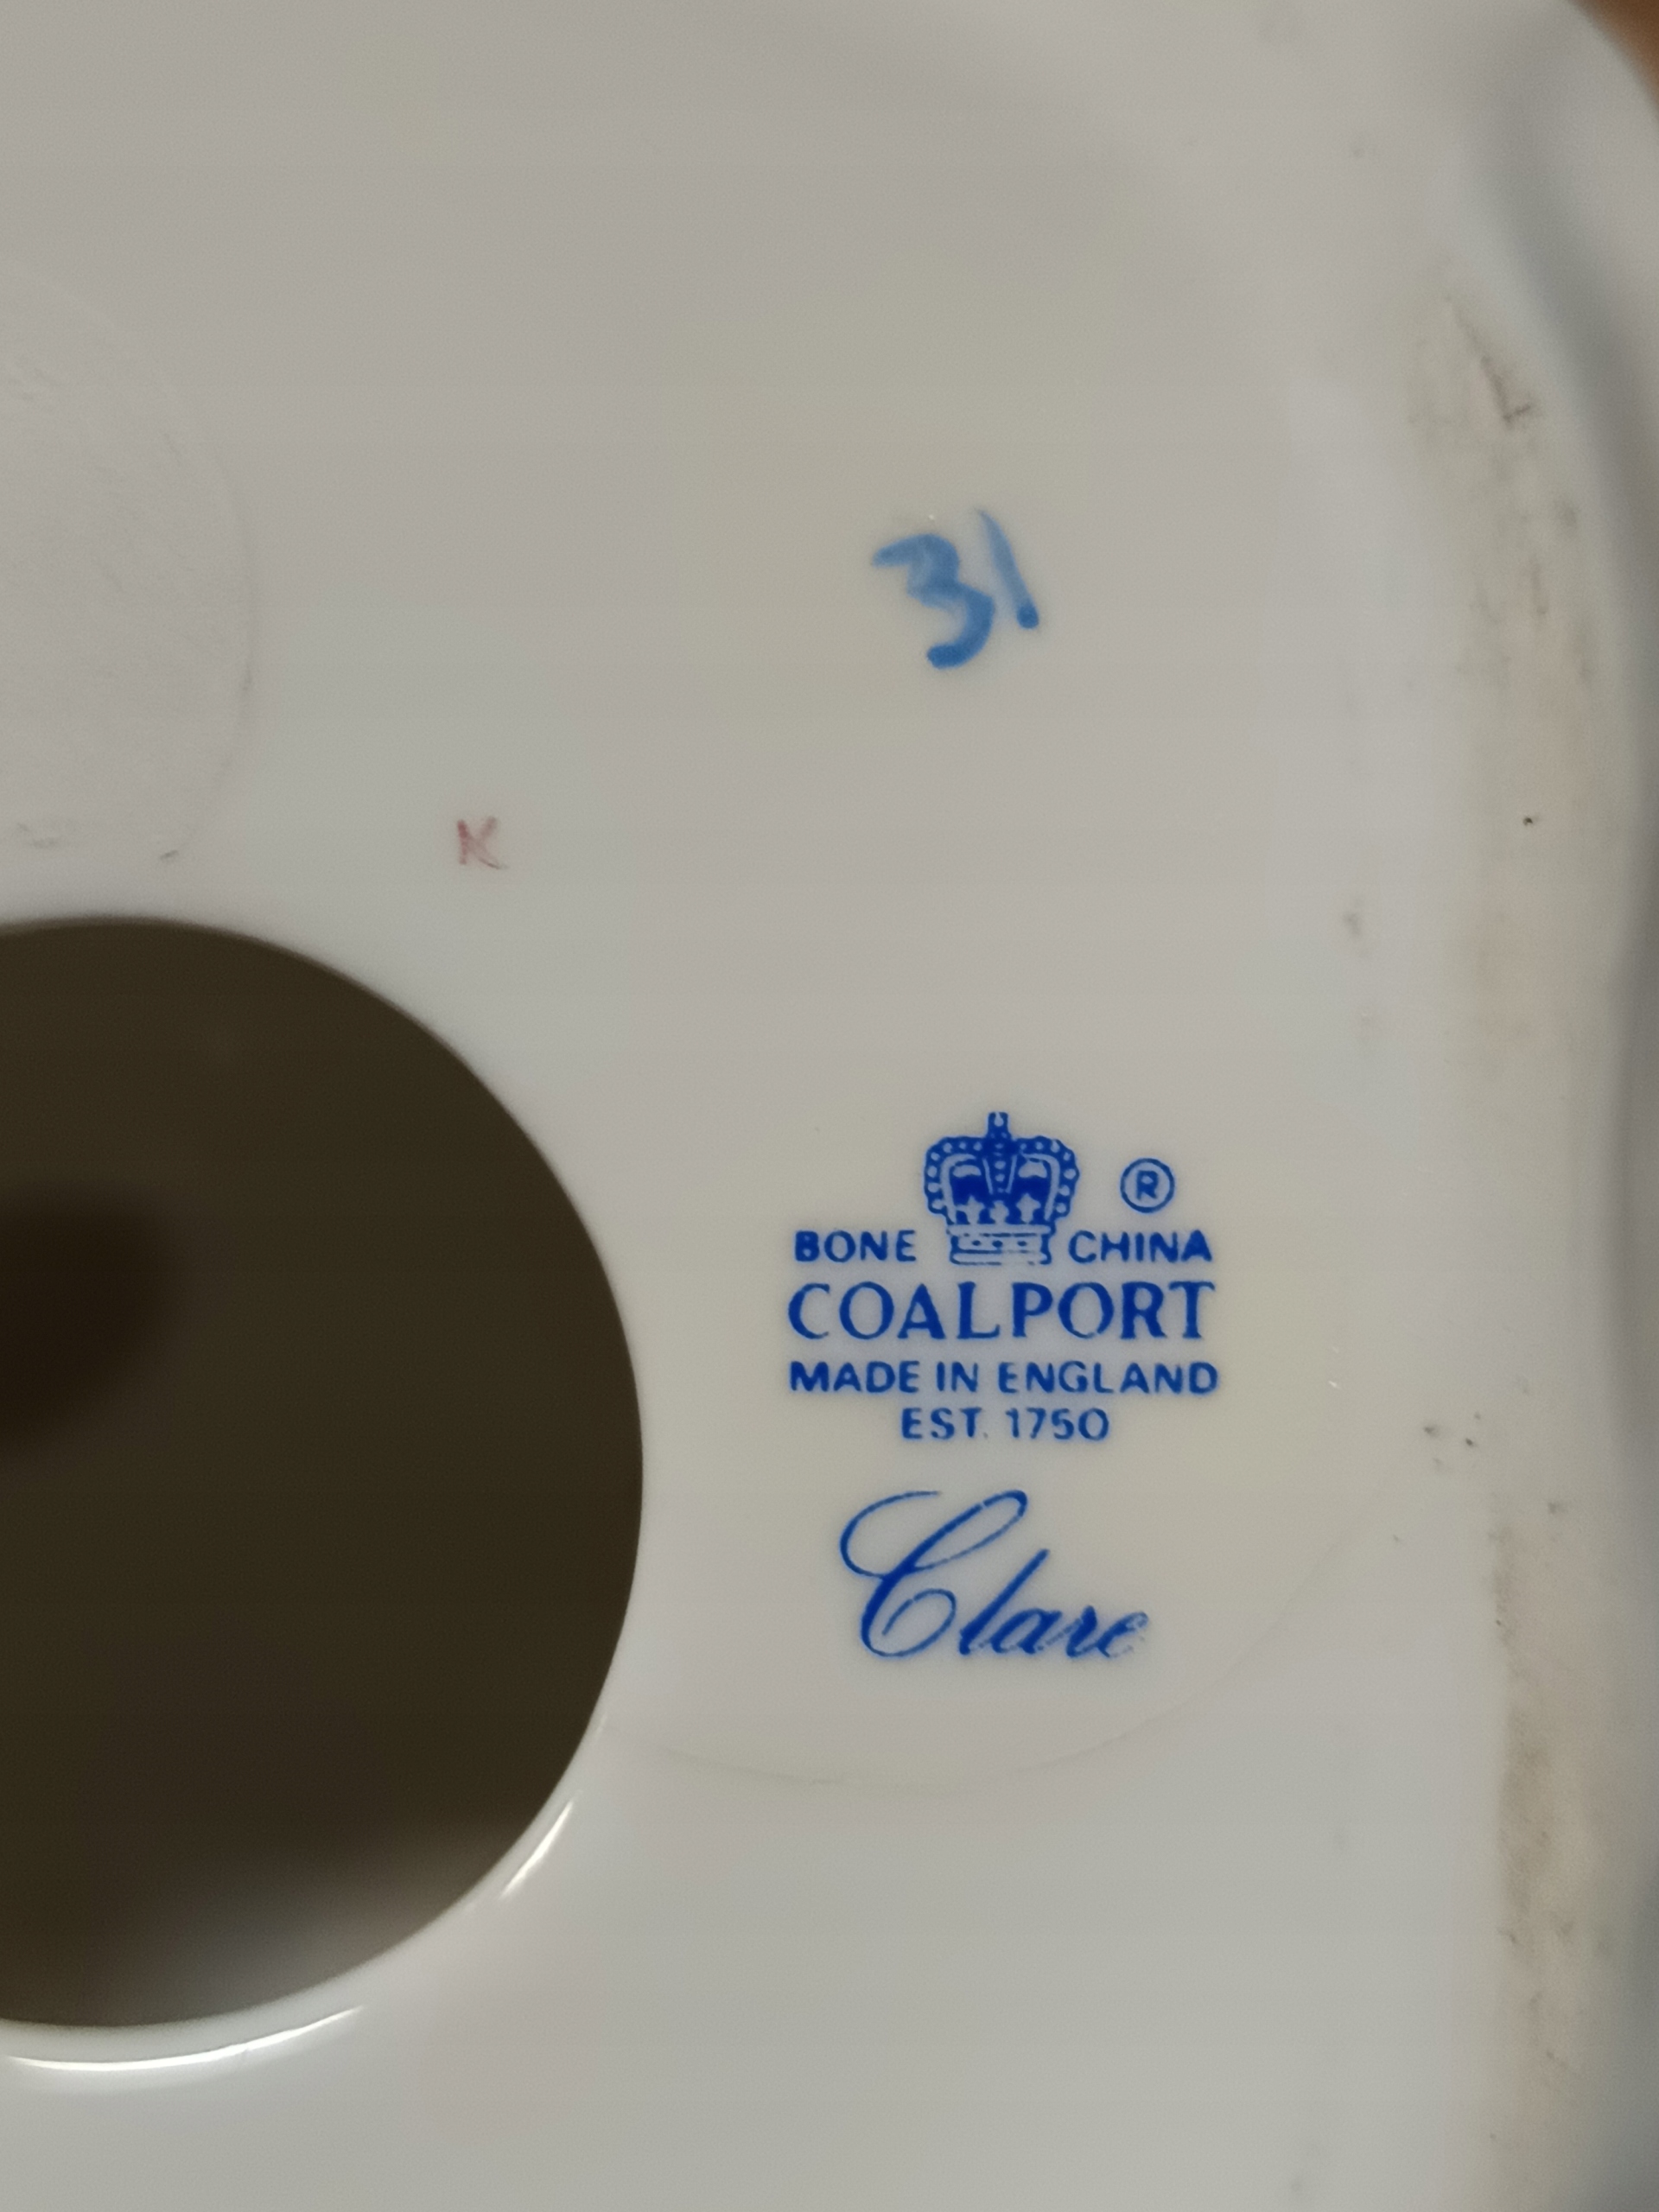 31
K
®
BONE CHINA
COALPORT
MADE IN ENGLAND
EST. 1750
Clare